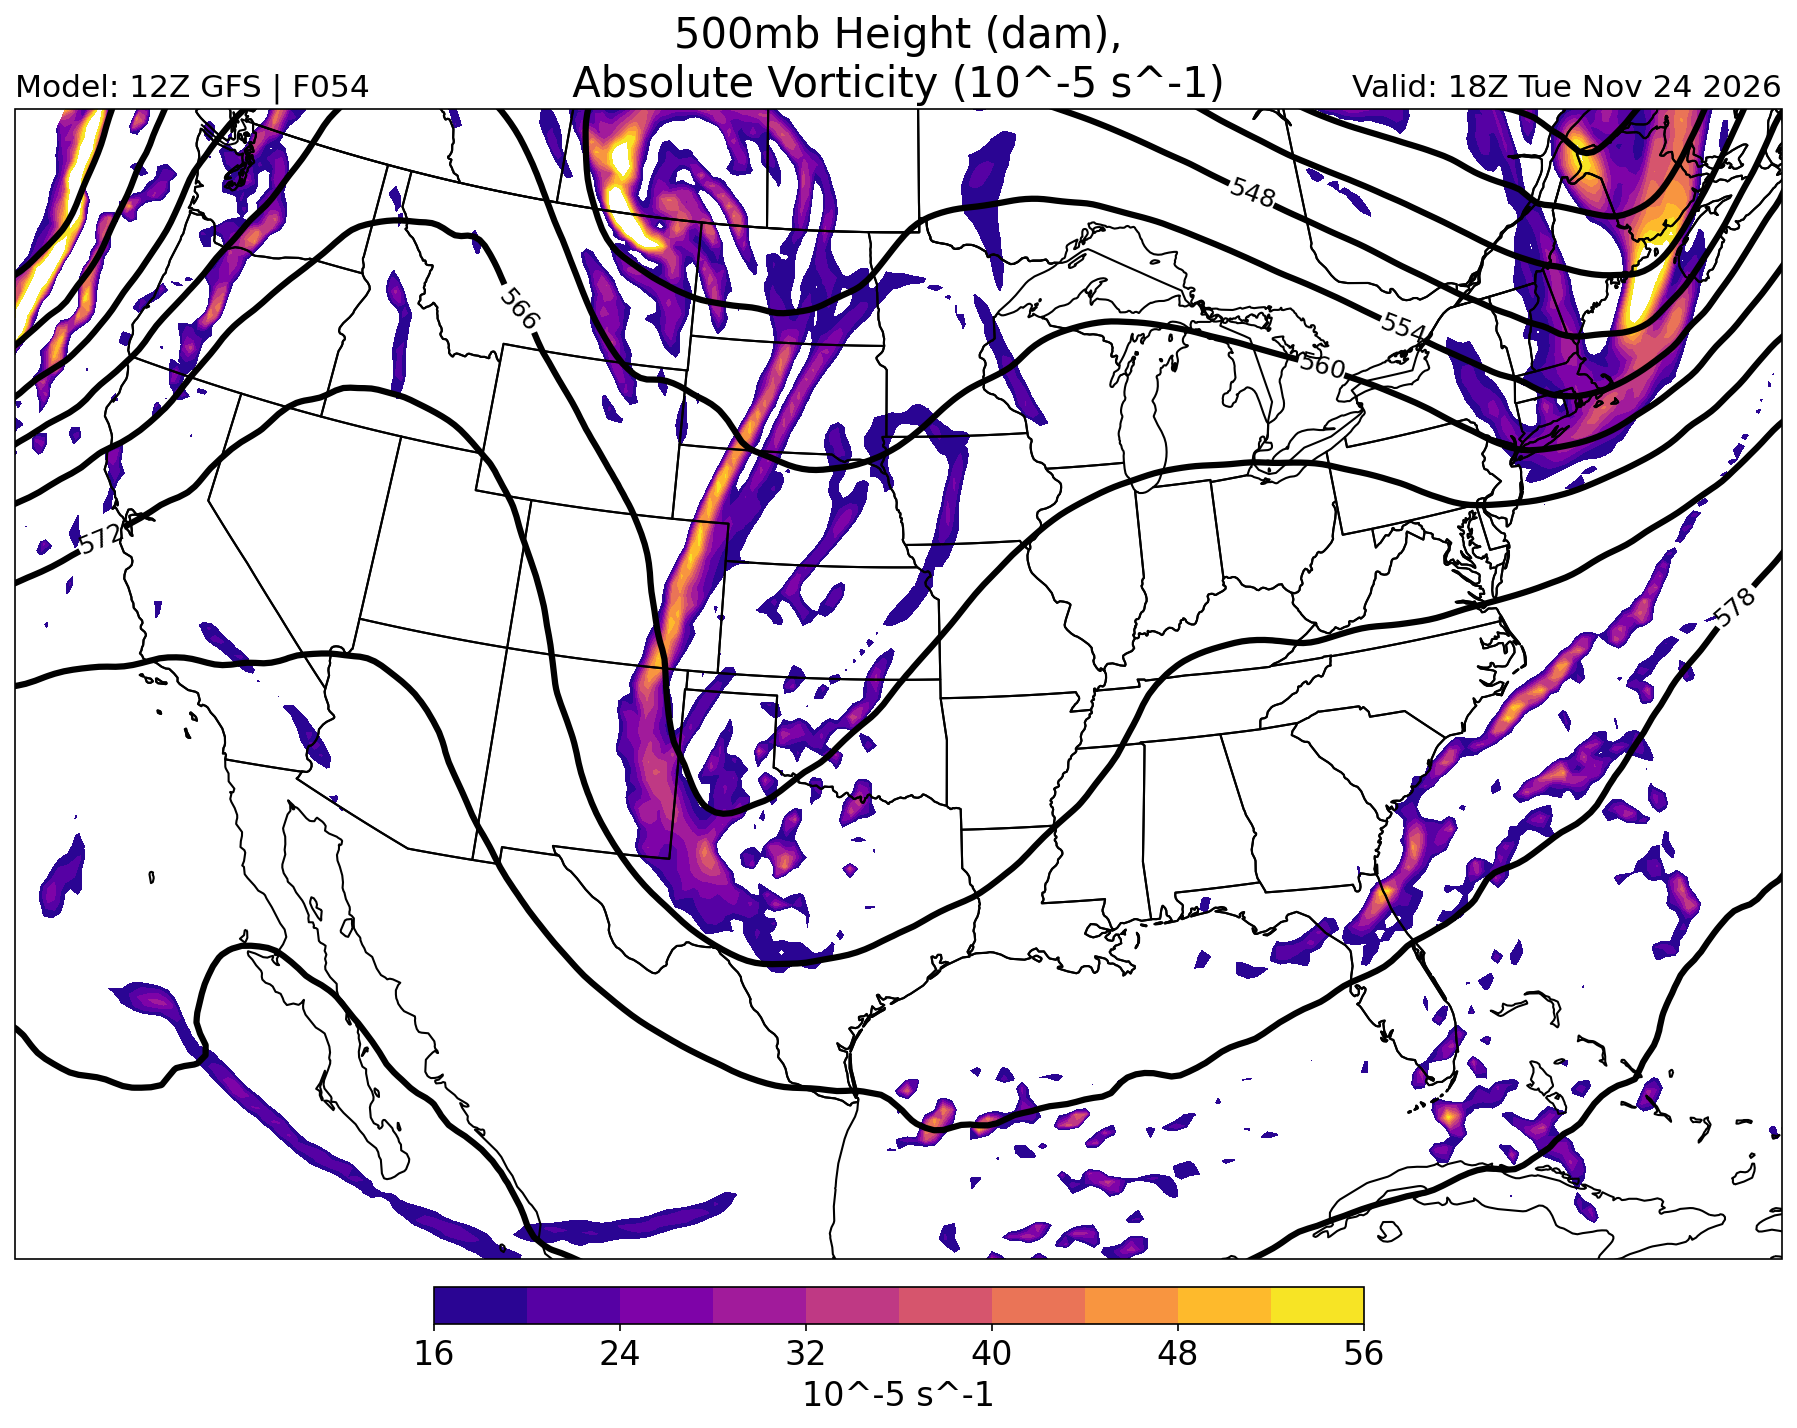 500mb Height (dam),
Absolute Vorticity (10^-5 s^-1)
Model: 12Z GFS | F054
Valid: 18Z Tue Nov 24 2026
548
566
554
560
572
578
16 24 32 40 48 56
10^-5 s^-1